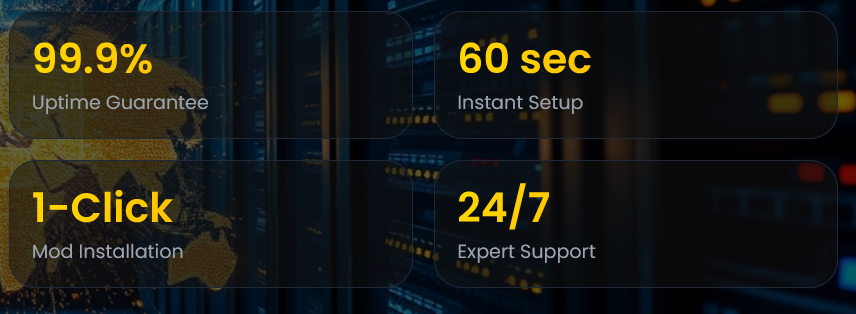 99.9%
Uptime Guarantee
60 sec
Instant Setup
1-Click
Mod Installation
24/7
Expert Support